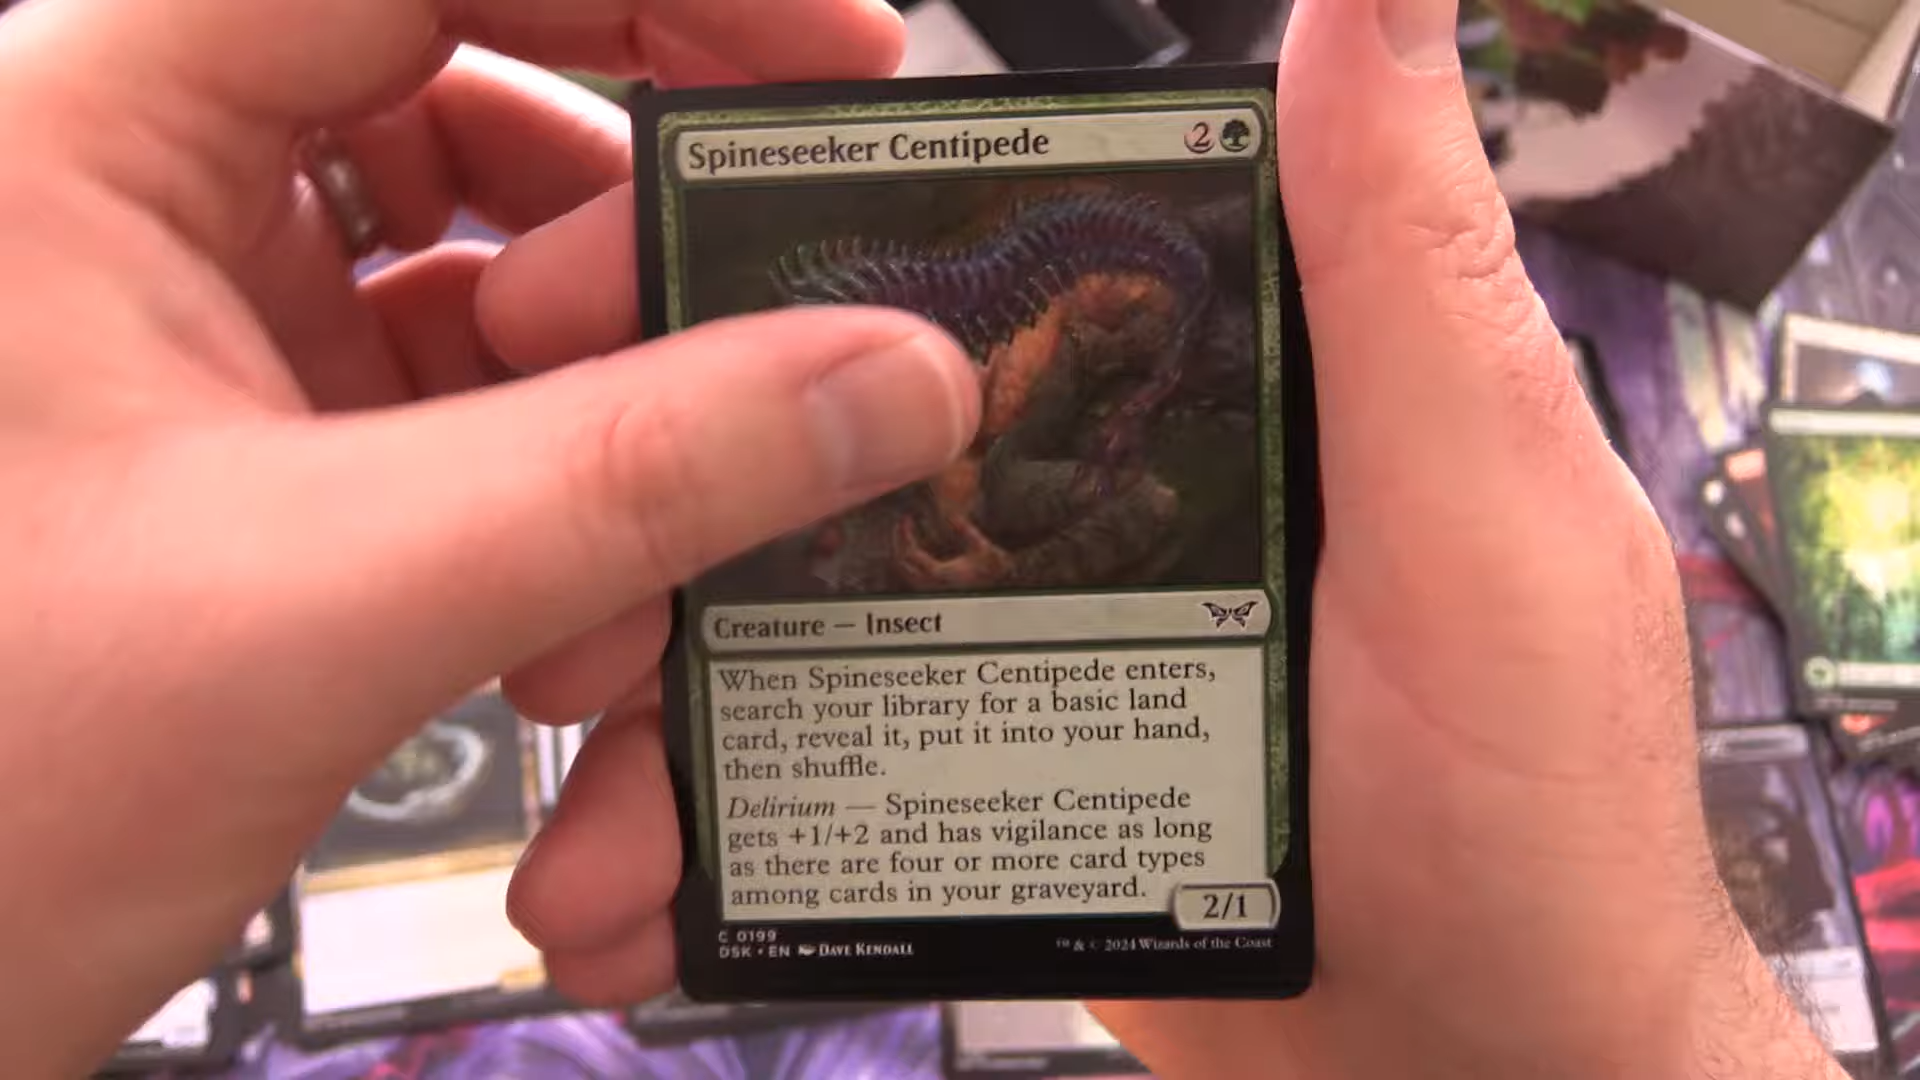 Spineseeker Centipede 2
Creature — Insect
When Spineseeker Centipede enters,
search your library for a basic land
card, reveal it, put it into your hand,
then shuffle.
Delirium — Spineseeker Centipede
gets +1/+2 and has vigilance as long
as there are four or more card types
among cards in your graveyard.
2/1
C 0199
DSK • EN DAVE KENDALL
™ & © 2024 Wizards of the Coast